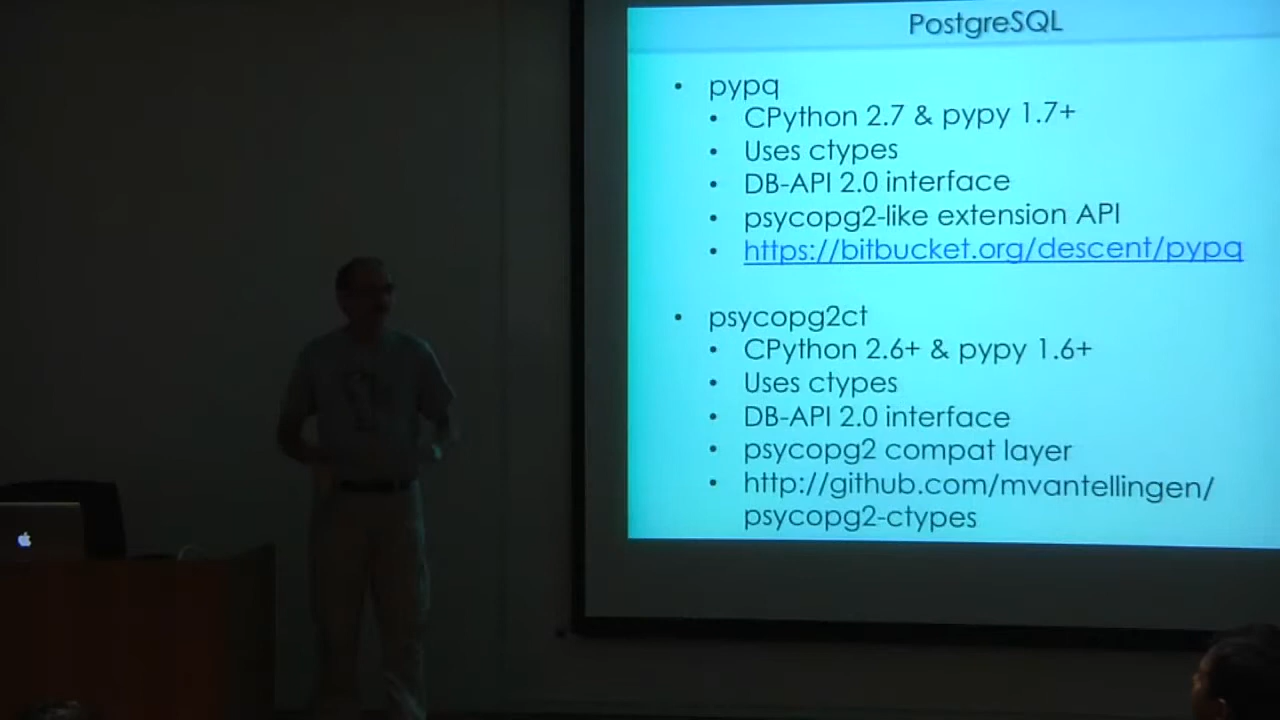 PostgreSQL
• pypq
• CPython 2.7 & pypy 1.7+
• Uses ctypes
• DB-API 2.0 interface
• psycopg2-like extension API
• https://bitbucket.org/descent/pypq
• psycopg2ct
• CPython 2.6+ & pypy 1.6+
• Uses ctypes
• DB-API 2.0 interface
• psycopg2 compat layer
• http://github.com/mvantellingen/
psycopg2-ctypes